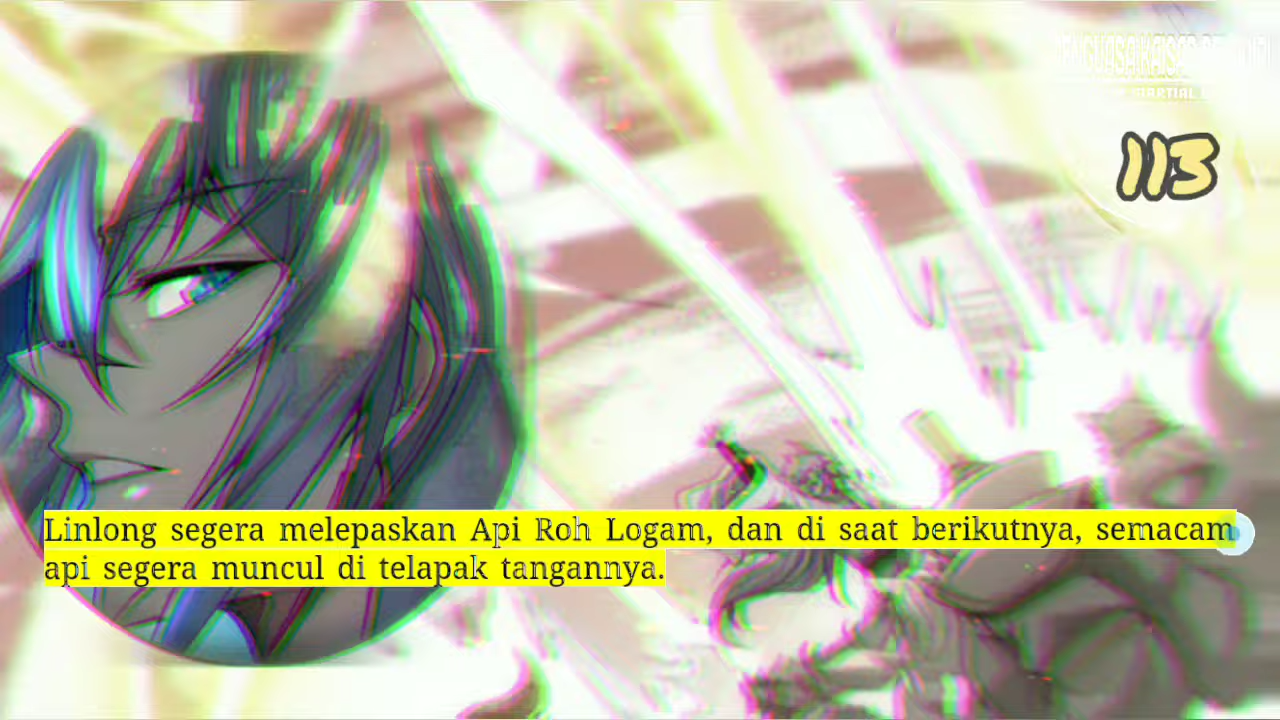 113
Linlong segera melepaskan Api Roh Logam, dan di saat berikutnya, semacam
api segera muncul di telapak tangannya.